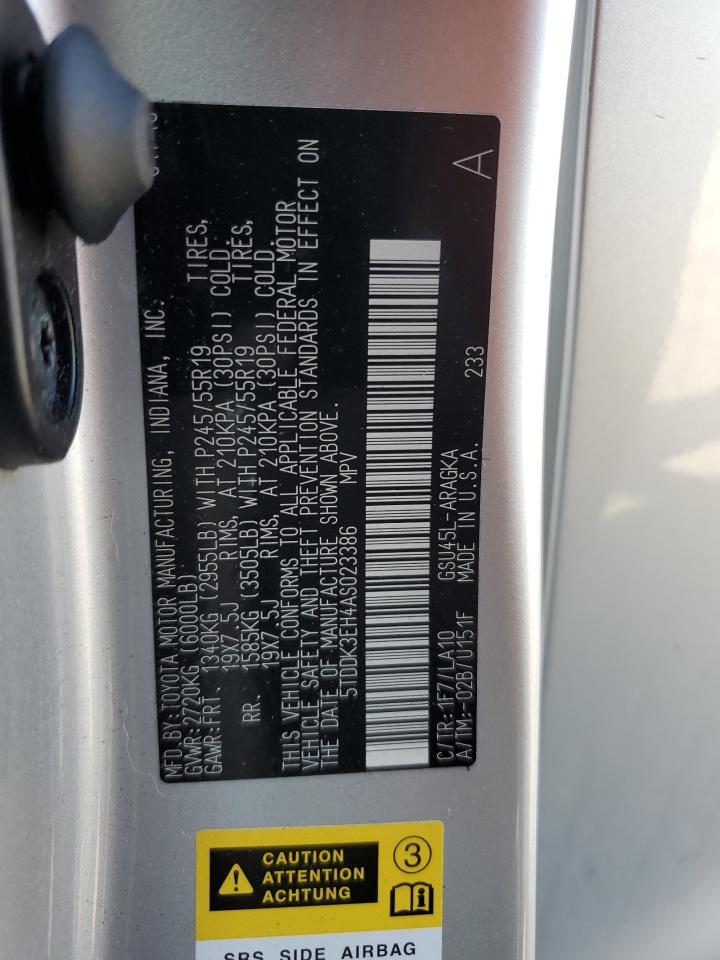 MFD.BY:TOYOTA MOTOR MANUFACTURING, INDIANA, INC.
GVWR:2720KG (6000LB)
GAWR:FRT. 1340KG (2955LB) WITH P245/55R19 TIRES,
19X7.5J RIMS, AT 210KPA (30PSI) COLD.
RR. 1585KG (3505LB) WITH P245/55R19 TIRES,
19X7.5J RIMS, AT 210KPA (30PSI) COLD.
THIS VEHICLE CONFORMS TO ALL APPLICABLE FEDERAL MOTOR
VEHICLE SAFETY AND THEFT PREVENTION STANDARDS IN EFFECT ON
THE DATE OF MANUFACTURE SHOWN ABOVE.
5TDDK3EH4AS023386 MPV
C/TR:1F7/LA10 GSU45L-ARAGKA 233
A/TM:-02B/U151F MADE IN U.S.A.
A
CAUTION
ATTENTION
ACHTUNG
3
SRS SIDE AIRBAG